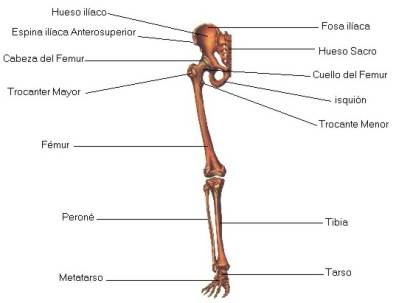 Hueso ilíaco
Fosa ilíaca
Espina ilíaca Anterosuperior
Hueso Sacro
Cabeza del Femur
Cuello del Femur
Trocanter Mayor
isquión
Trocante Menor
Fémur
Peroné
Tibia
Metatarso
Tarso